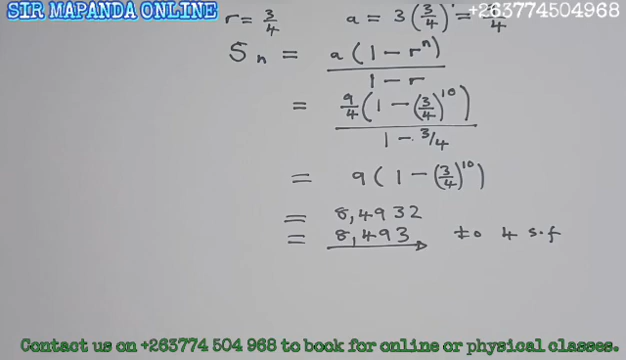 SIR MAPANDA ONLINE
+263774504968
r = 3/4 a = 3(3/4)¹ = /4
Sₙ = a(1 − rⁿ)/(1 − r)
= 9/4(1 − (3/4)¹⁰)/(1 − 3/4)
= 9(1 − (3/4)¹⁰)
= 8,4932
= 8,493 to 4 s.f
Contact us on +263774 504 968 to book for online or physical classes.